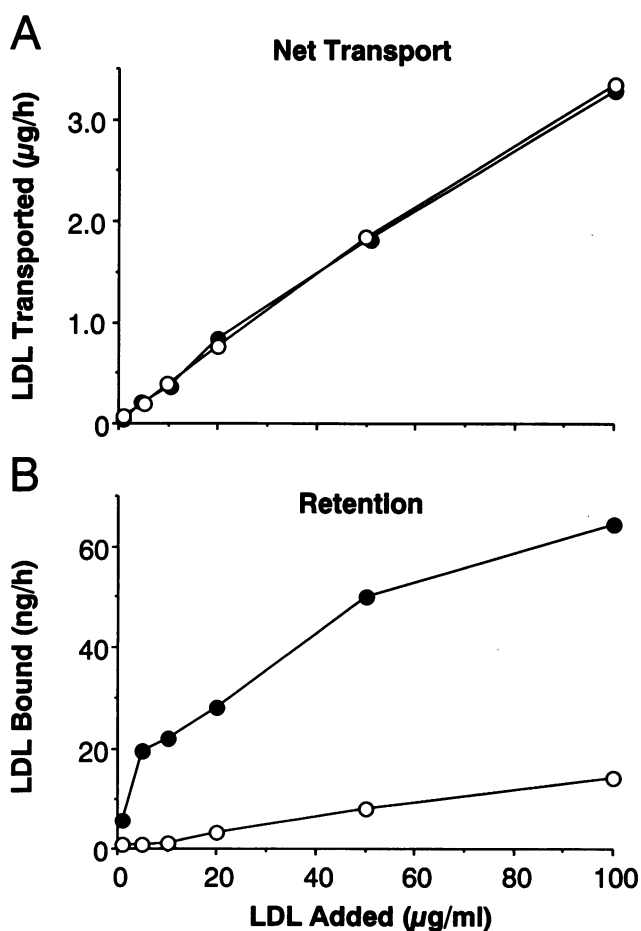 A
Net Transport
LDL Transported (µg/h)
3.0
2.0
1.0
0
B
Retention
LDL Bound (ng/h)
60
40
20
0
0 20 40 60 80 100
LDL Added (µg/ml)